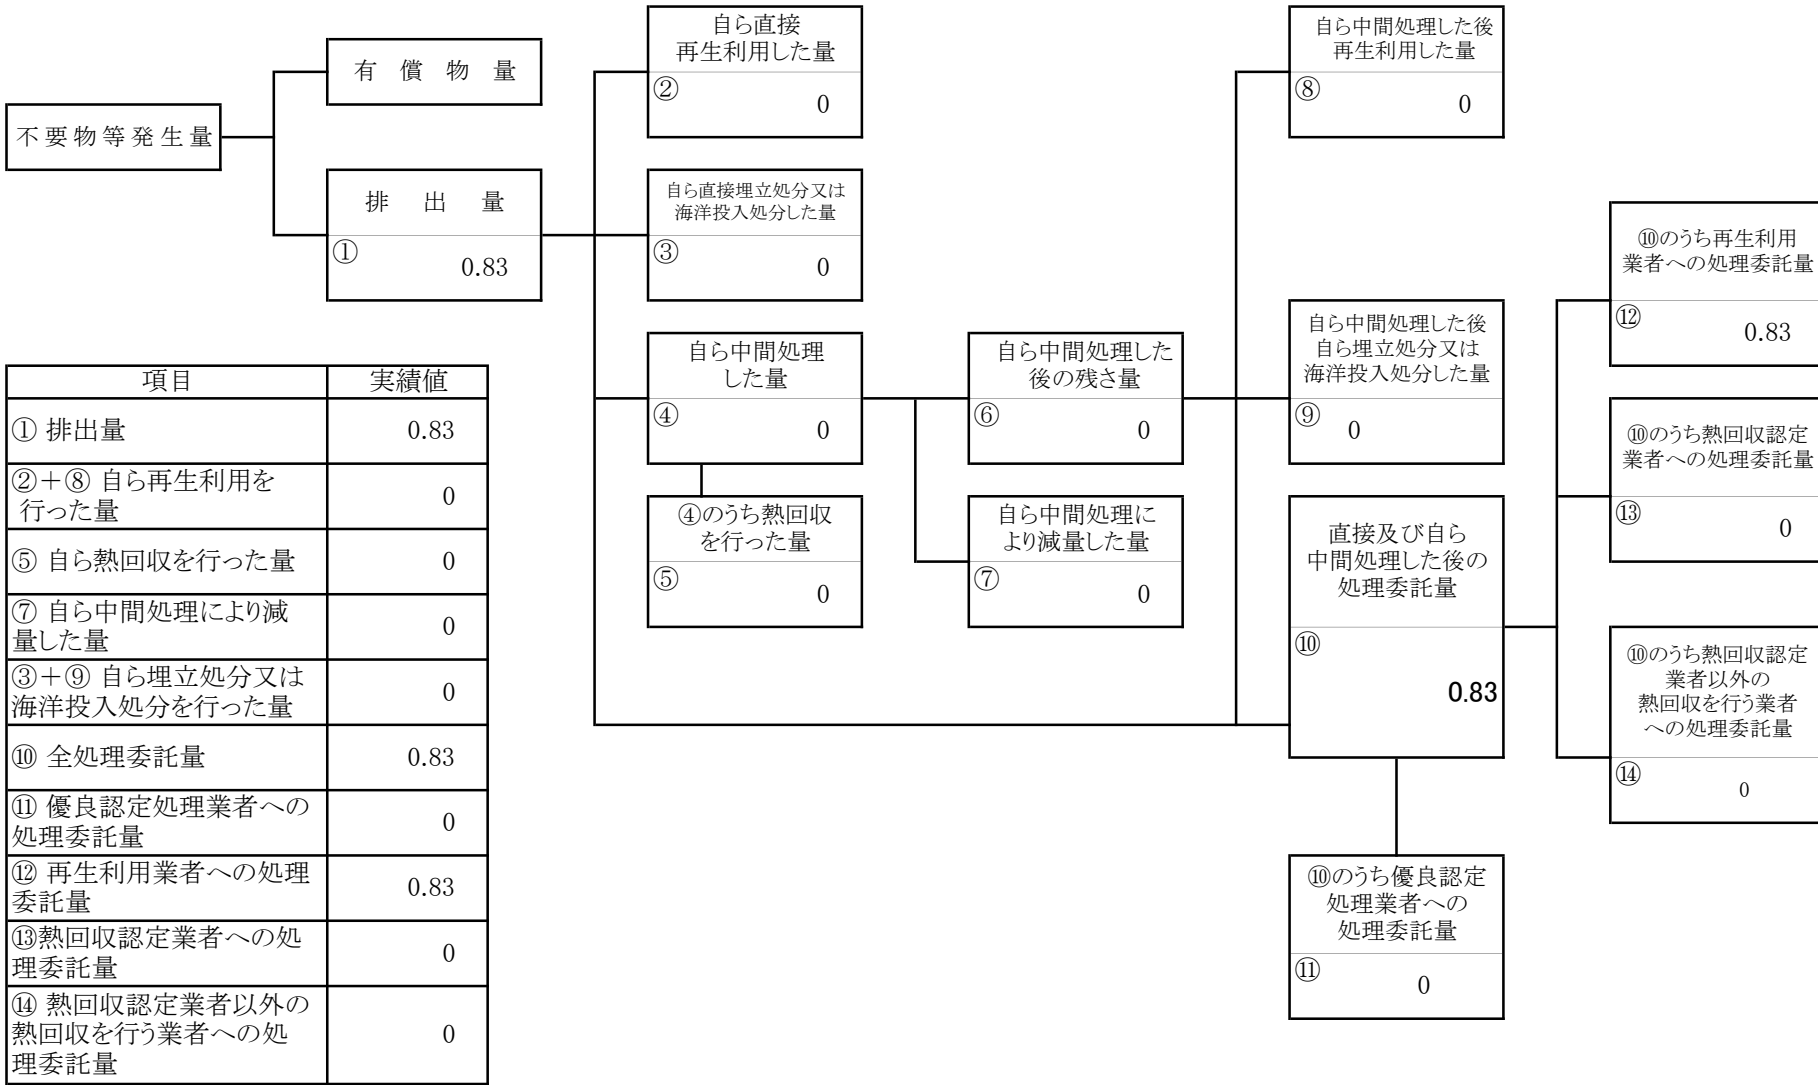 不要物等発生量
有償物量
排出量
①
0.83
自ら直接
再生利用した量
②
0
自ら直接埋立処分又は
海洋投入処分した量
③
0
自ら中間処理
した量
④
0
④のうち熱回収
を行った量
⑤
0
自ら中間処理した
後の残さ量
⑥
0
自ら中間処理に
より減量した量
⑦
0
自ら中間処理した後
再生利用した量
⑧
0
自ら中間処理した後
自ら埋立処分又は
海洋投入処分した量
⑨
0
直接及び自ら
中間処理した後の
処理委託量
⑩
0.83
⑩のうち優良認定
処理業者への
処理委託量
⑪
0
⑩のうち再生利用
業者への処理委託量
⑫
0.83
⑩のうち熱回収認定
業者への処理委託量
⑬
0
⑩のうち熱回収認定
業者以外の
熱回収を行う業者
への処理委託量
⑭
0
項目 実績値
① 排出量 0.83
②+⑧ 自ら再生利用を
行った量 0
⑤ 自ら熱回収を行った量 0
⑦ 自ら中間処理により減
量した量 0
③+⑨ 自ら埋立処分又は
海洋投入処分を行った量 0
⑩ 全処理委託量 0.83
⑪ 優良認定処理業者への
処理委託量 0
⑫ 再生利用業者への処理
委託量 0.83
⑬熱回収認定業者への処
理委託量 0
⑭ 熱回収認定業者以外の
熱回収を行う業者への処
理委託量 0